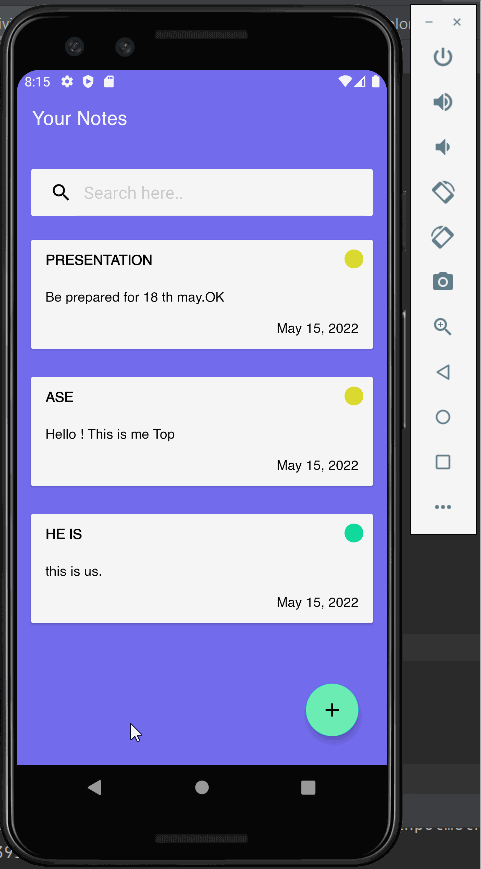 8:15
Your Notes
Search here..
PRESENTATION
Be prepared for 18 th may.OK
May 15, 2022
ASE
Hello ! This is me Top
May 15, 2022
HE IS
this is us.
May 15, 2022